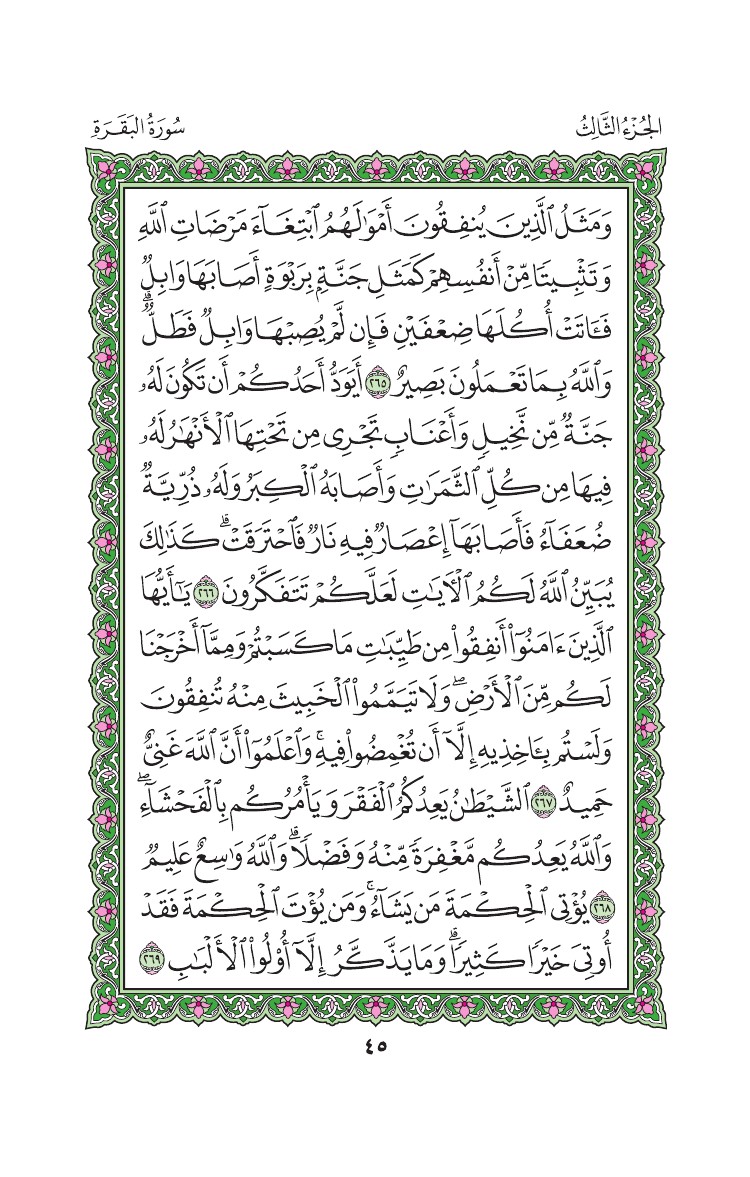 الجُزْءُ الثَّالِثُ
سُورَةُ البَقَرَةِ
وَمَثَلُ ٱلَّذِينَ يُنفِقُونَ أَمْوَٰلَهُمُ ٱبْتِغَآءَ مَرْضَاتِ ٱللَّهِ
وَتَثْبِيتًا مِّنْ أَنفُسِهِمْ كَمَثَلِ جَنَّةٍۭ بِرَبْوَةٍ أَصَابَهَا وَابِلٌ
فَـَٔاتَتْ أُكُلَهَا ضِعْفَيْنِ فَإِن لَّمْ يُصِبْهَا وَابِلٌ فَطَلٌّ ۗ
وَٱللَّهُ بِمَا تَعْمَلُونَ بَصِيرٌ ٢٦٥ أَيَوَدُّ أَحَدُكُمْ أَن تَكُونَ لَهُۥ
جَنَّةٌ مِّن نَّخِيلٍ وَأَعْنَابٍ تَجْرِى مِن تَحْتِهَا ٱلْأَنْهَٰرُ لَهُۥ
فِيهَا مِن كُلِّ ٱلثَّمَرَٰتِ وَأَصَابَهُ ٱلْكِبَرُ وَلَهُۥ ذُرِّيَّةٌ
ضُعَفَآءُ فَأَصَابَهَآ إِعْصَارٌ فِيهِ نَارٌ فَٱحْتَرَقَتْ ۗ كَذَٰلِكَ
يُبَيِّنُ ٱللَّهُ لَكُمُ ٱلْـَٔايَٰتِ لَعَلَّكُمْ تَتَفَكَّرُونَ ٢٦٦ يَٰٓأَيُّهَا
ٱلَّذِينَ ءَامَنُوٓا۟ أَنفِقُوا۟ مِن طَيِّبَٰتِ مَا كَسَبْتُمْ وَمِمَّآ أَخْرَجْنَا
لَكُم مِّنَ ٱلْأَرْضِ ۖ وَلَا تَيَمَّمُوا۟ ٱلْخَبِيثَ مِنْهُ تُنفِقُونَ
وَلَسْتُم بِـَٔاخِذِيهِ إِلَّآ أَن تُغْمِضُوا۟ فِيهِ ۚ وَٱعْلَمُوٓا۟ أَنَّ ٱللَّهَ غَنِىٌّ
حَمِيدٌ ٢٦٧ ٱلشَّيْطَٰنُ يَعِدُكُمُ ٱلْفَقْرَ وَيَأْمُرُكُم بِٱلْفَحْشَآءِ ۖ
وَٱللَّهُ يَعِدُكُم مَّغْفِرَةً مِّنْهُ وَفَضْلًا ۗ وَٱللَّهُ وَٰسِعٌ عَلِيمٌ
٢٦٨ يُؤْتِى ٱلْحِكْمَةَ مَن يَشَآءُ ۚ وَمَن يُؤْتَ ٱلْحِكْمَةَ فَقَدْ
أُوتِىَ خَيْرًا كَثِيرًا ۗ وَمَا يَذَّكَّرُ إِلَّآ أُو۟لُوا۟ ٱلْأَلْبَٰبِ ٢٦٩
٤٥